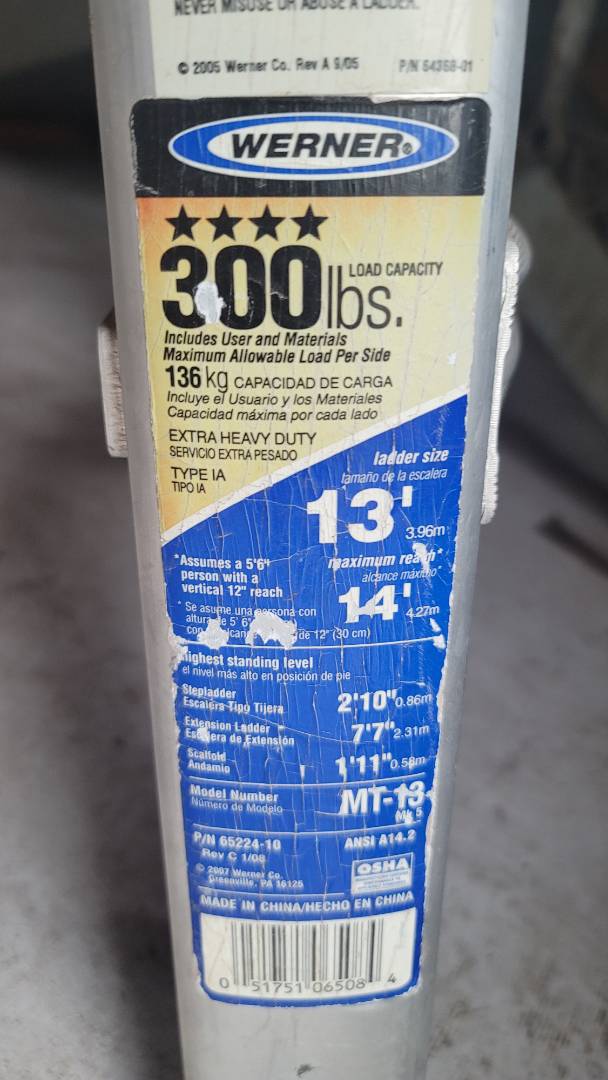 NEVER MISUSE OR ABUSE A LADDER.
© 2005 Werner Co. Rev A 9/05 P/N 54358-01
WERNER®
300 lbs. LOAD CAPACITY
Includes User and Materials
Maximum Allowable Load Per Side
136 kg CAPACIDAD DE CARGA
Incluye el Usuario y los Materiales
Capacidad máxima por cada lado
EXTRA HEAVY DUTY
SERVICIO EXTRA PESADO
TYPE IA
TIPO IA
ladder size
tamaño de la escalera
13' 3.96m
maximum reach*
alcance máximo*
14' 4.27m
*Assumes a 5'6"
person with a
vertical 12" reach
* Se asume una persona con
altura de 5' 6"
con de 12" (30 cm)
highest standing level
el nivel más alto en posición de pie
Stepladder
Escalera Tipo Tijera
2'10" 0.86m
Extension Ladder
Escalera de Extensión
7'7" 2.31m
Scaffold
Andamio
1'11" 0.58m
Model Number
Número de Modelo
MT-13
Mk 5
P/N 65224-10 ANSI A14.2
Rev C 1/08
© 2007 Werner Co.
Greenville, PA 16125
OSHA
MADE IN CHINA/HECHO EN CHINA
0 51751 06508 4